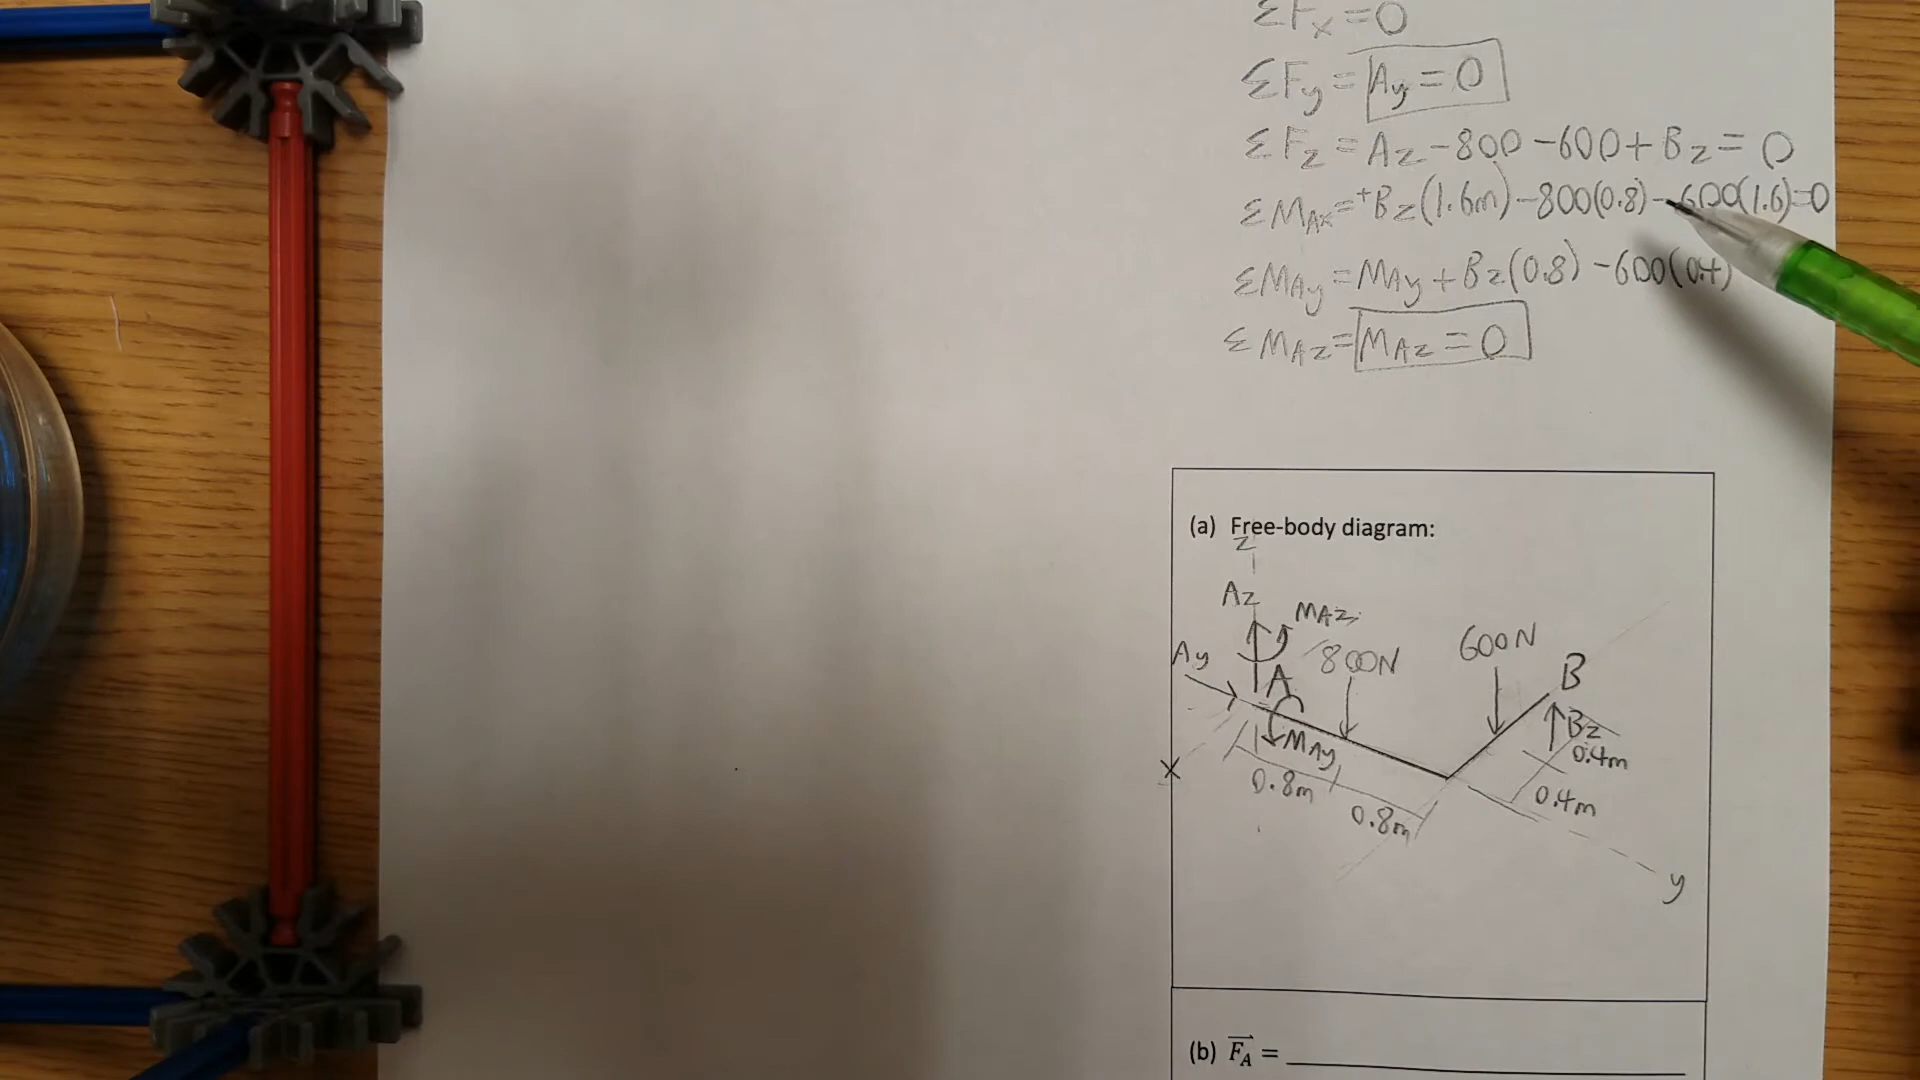 ΣFx=0
ΣFy=Ay=0
ΣFz=Az-800-600+Bz=0
ΣMAx=+Bz(1.6m)-800(0.8)-600(1.6)=0
ΣMAy=MAy+Bz(0.8)-600(0.4)
ΣMAz=MAz=0
(a) Free-body diagram:
z
Az
MAz
Ay
800N
600N
A
B
Bz
MAy
0.4m
x
0.8m
0.4m
0.8m
y
(b) F⃗A = ____